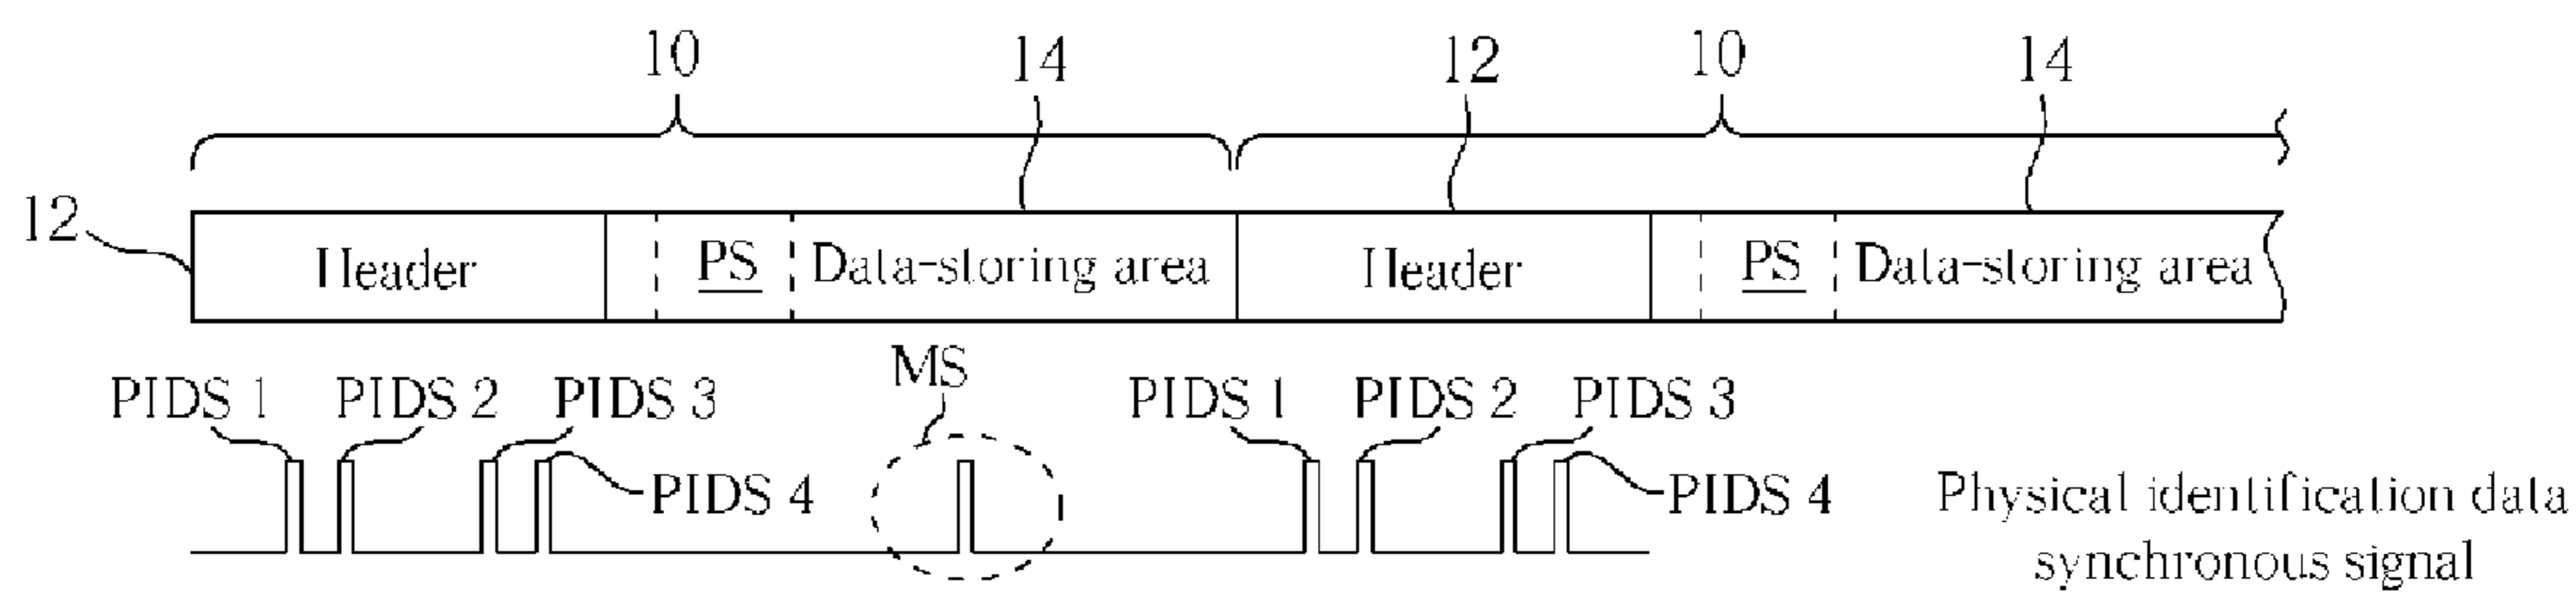 10 14 12 10 14
12
Header PS Data-storing area Header PS Data-storing area
MS
PIDS 1 PIDS 2 PIDS 3 PIDS 1 PIDS 2 PIDS 3
PIDS 4 PIDS 4 Physical identification data
synchronous signal